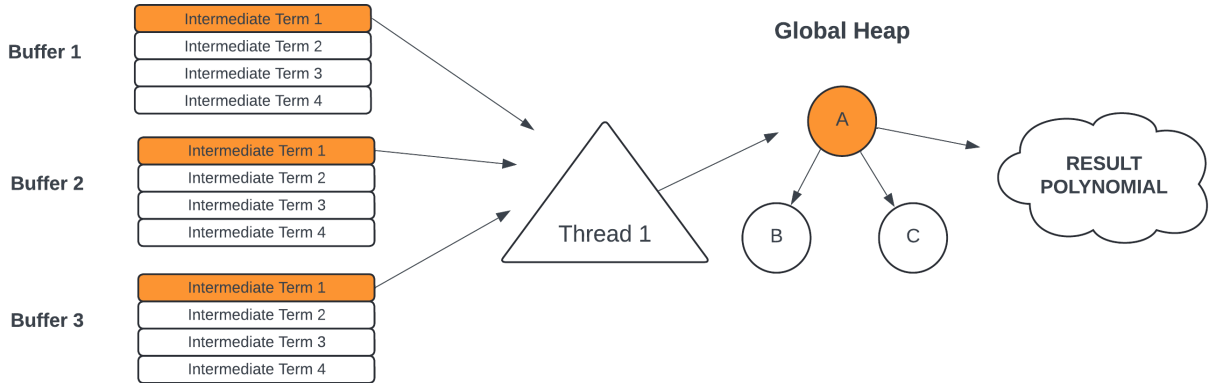 Global Heap
Buffer 1
Intermediate Term 1
Intermediate Term 2
Intermediate Term 3
Intermediate Term 4
Buffer 2
Intermediate Term 1
Intermediate Term 2
Intermediate Term 3
Intermediate Term 4
Buffer 3
Intermediate Term 1
Intermediate Term 2
Intermediate Term 3
Intermediate Term 4
Thread 1
A
B
C
RESULT
POLYNOMIAL